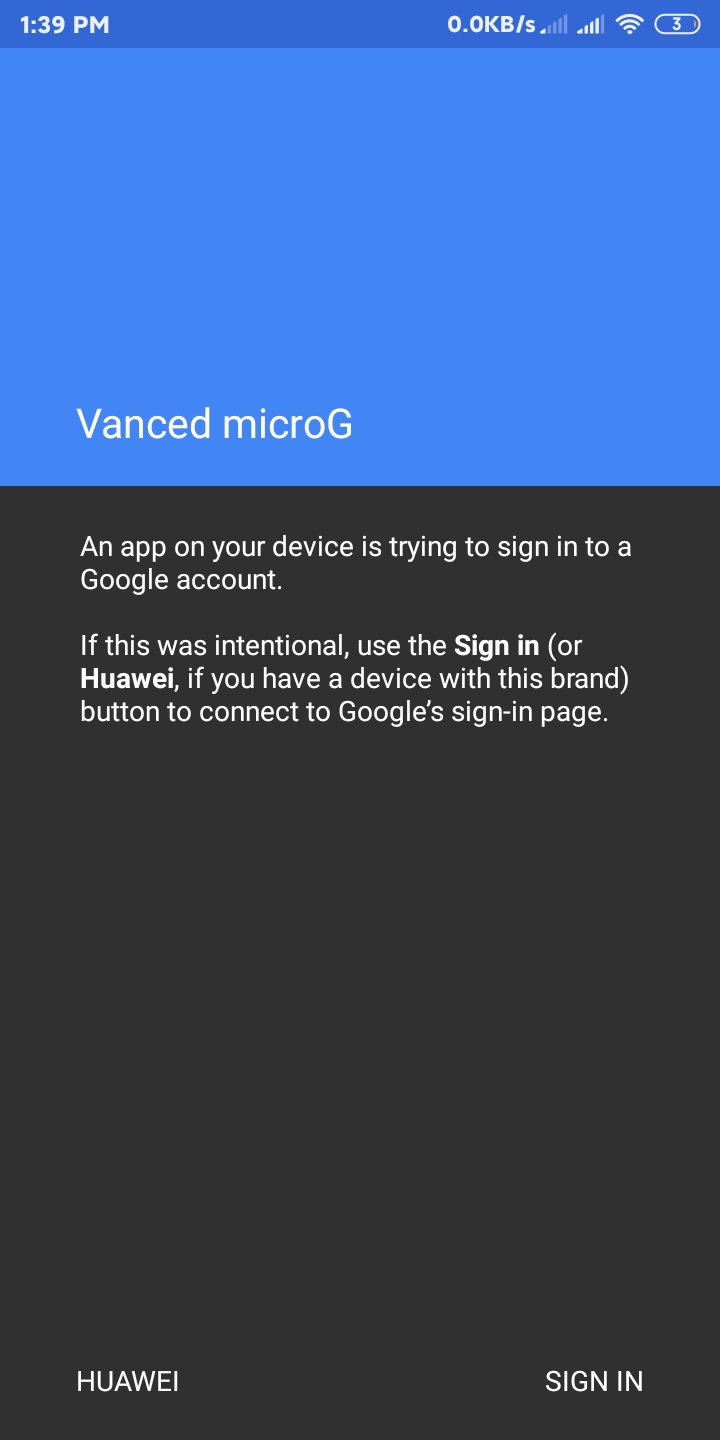 1:39 PM 0.0KB/s 3
Vanced microG
An app on your device is trying to sign in to a
Google account.
If this was intentional, use the Sign in (or
Huawei, if you have a device with this brand)
button to connect to Google’s sign-in page.
HUAWEI SIGN IN